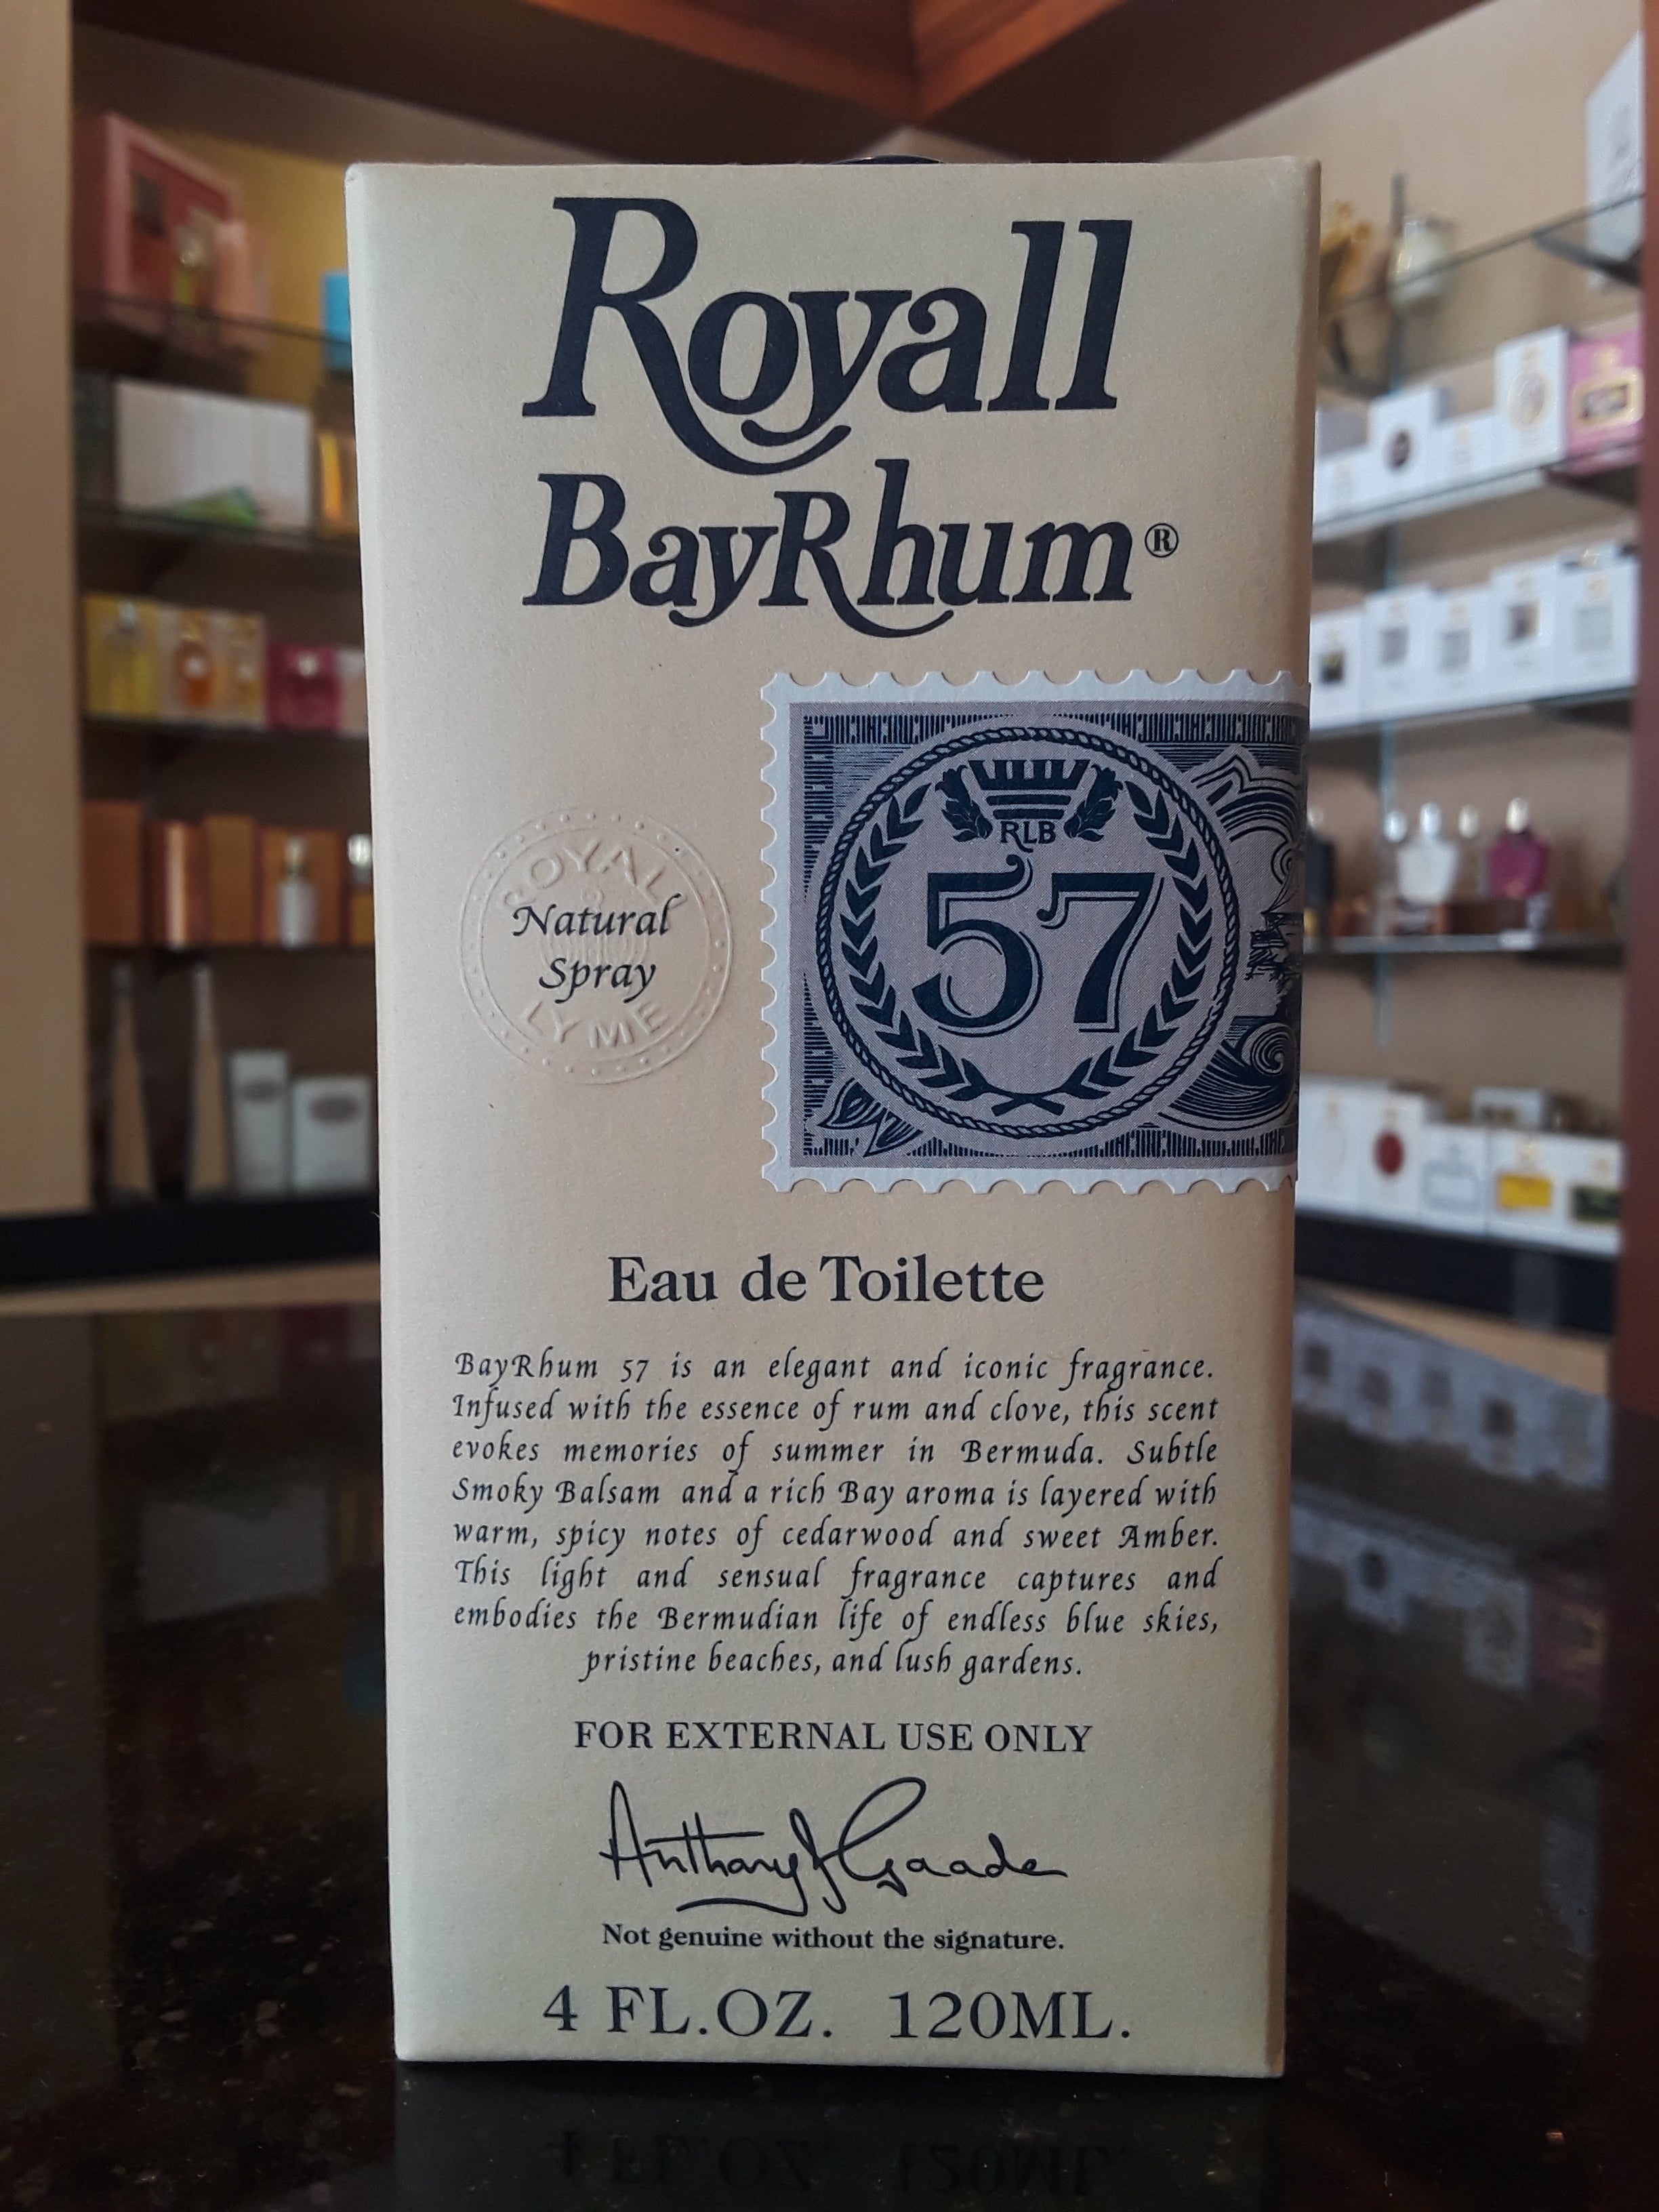 Royall
BayRhum®
RLB
57
ROYALL
Natural
Spray
LYME
Eau de Toilette
BayRhum 57 is an elegant and iconic fragrance.
Infused with the essence of rum and clove, this scent
evokes memories of summer in Bermuda. Subtle
Smoky Balsam and a rich Bay aroma is layered with
warm, spicy notes of cedarwood and sweet Amber.
This light and sensual fragrance captures and
embodies the Bermudian life of endless blue skies,
pristine beaches, and lush gardens.
FOR EXTERNAL USE ONLY
Not genuine without the signature.
4 FL.OZ. 120ML.